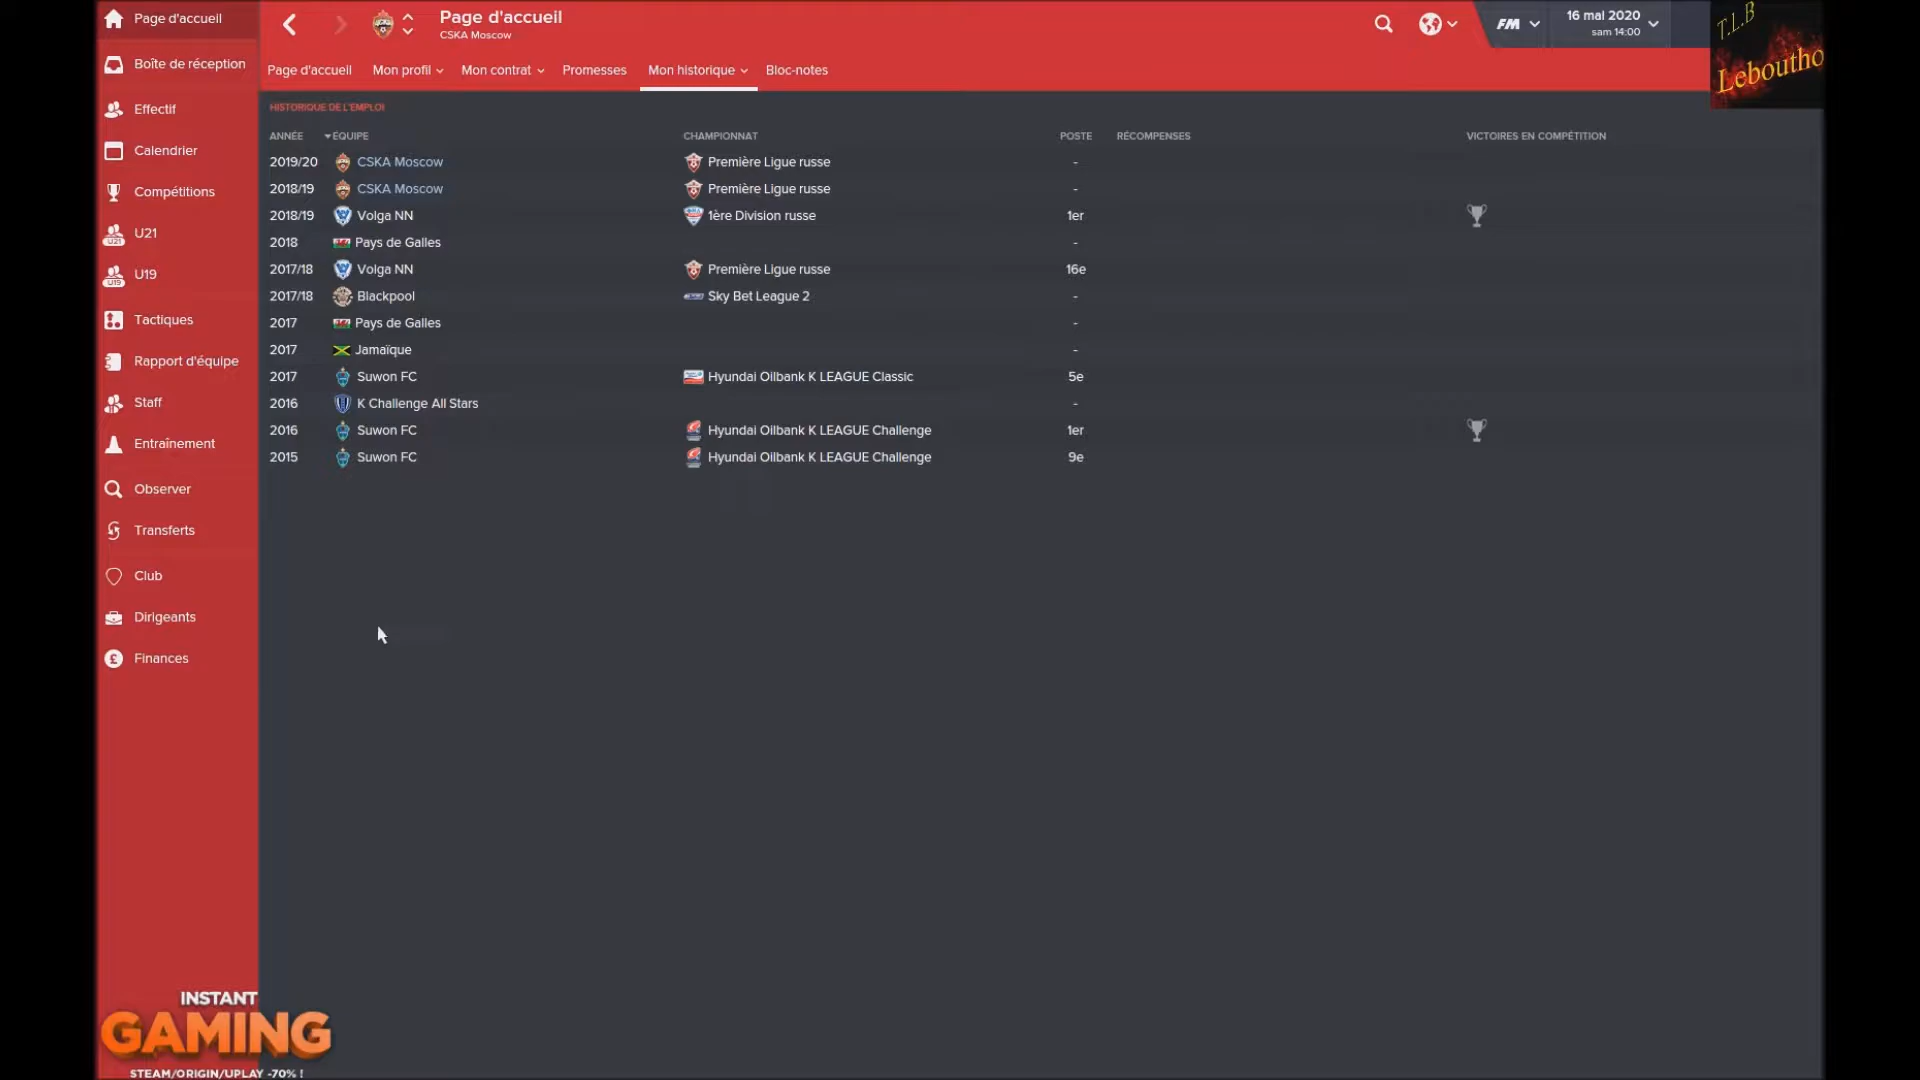 Page d'accueil
Boîte de réception
Effectif
Calendrier
Compétitions
U21
U21
U19
U19
Tactiques
Rapport d'équipe
Staff
Entraînement
Observer
Transferts
Club
Dirigeants
Finances
Page d'accueil
CSKA Moscow
FM
16 mai 2020
sam 14:00
T.L.B
Leboutho
Page d'accueil Mon profil Mon contrat Promesses Mon historique Bloc-notes
HISTORIQUE DE L'EMPLOI
ANNÉE ÉQUIPE CHAMPIONNAT POSTE RÉCOMPENSES VICTOIRES EN COMPÉTITION
2019/20 CSKA Moscow Première Ligue russe -
2018/19 CSKA Moscow Première Ligue russe -
2018/19 Volga NN 1ère Division russe 1er
2018 Pays de Galles -
2017/18 Volga NN Première Ligue russe 16e
2017/18 Blackpool Sky Bet League 2 -
2017 Pays de Galles -
2017 Jamaïque -
2017 Suwon FC Hyundai Oilbank K LEAGUE Classic 5e
2016 K Challenge All Stars -
2016 Suwon FC Hyundai Oilbank K LEAGUE Challenge 1er
2015 Suwon FC Hyundai Oilbank K LEAGUE Challenge 9e
INSTANT
GAMING
STEAM/ORIGIN/UPLAY -70% !